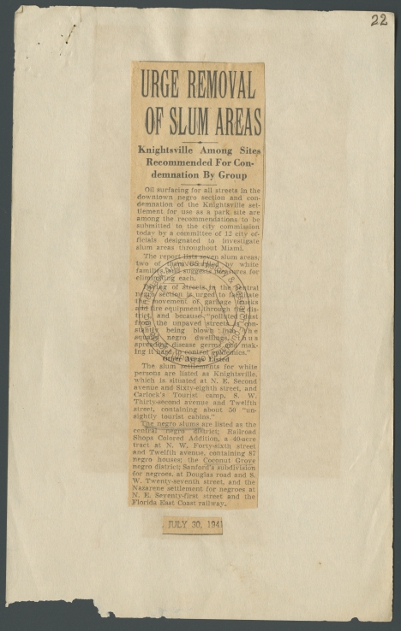 22
URGE REMOVAL
OF SLUM AREAS
Knightsville Among Sites
Recommended For Con-
demnation By Group
Oil surfacing for all streets in the
downtown negro section and con-
demnation of the Knightsville set-
tlement for use as a park site are
among the recommendations to be
submitted to the city commission
today by a committee of 12 city of-
ficials designated to investigate
slum areas throughout Miami.
The report lists seven slum areas,
two of them occupied by white
families, and suggests measures for
eliminating each.
Paving of streets in the central
negro section is urged to facilitate
the movement of garbage trucks
and fire equipment through the dis-
trict, and because "polluted dust
from the unpaved streets is con-
stantly being blown into the
negro dwellings, thus
spreading disease germs and mak-
ing it hard to control epidemics."
Other Areas Listed
The slum settlements for white
persons are listed as Knightsville,
which is situated at N. E. Second
avenue and Sixty-eighth street, and
Carlock's Tourist camp, S. W.
Thirty-second avenue and Twelfth
street, containing about 50 "un-
sightly tourist cabins."
The negro slums are listed as the
central negro district; Railroad
Shops Colored Addition, a 40-acre
tract at N. W. Forty-sixth street
and Twelfth avenue, containing 87
negro houses; the Coconut Grove
negro district; Sanford's subdivision
for negroes, at Douglas road and S.
W. Twenty-seventh street, and the
Nazarene settlement for negroes at
N. E. Seventy-first street and the
Florida East Coast railway.
JULY 30, 1941